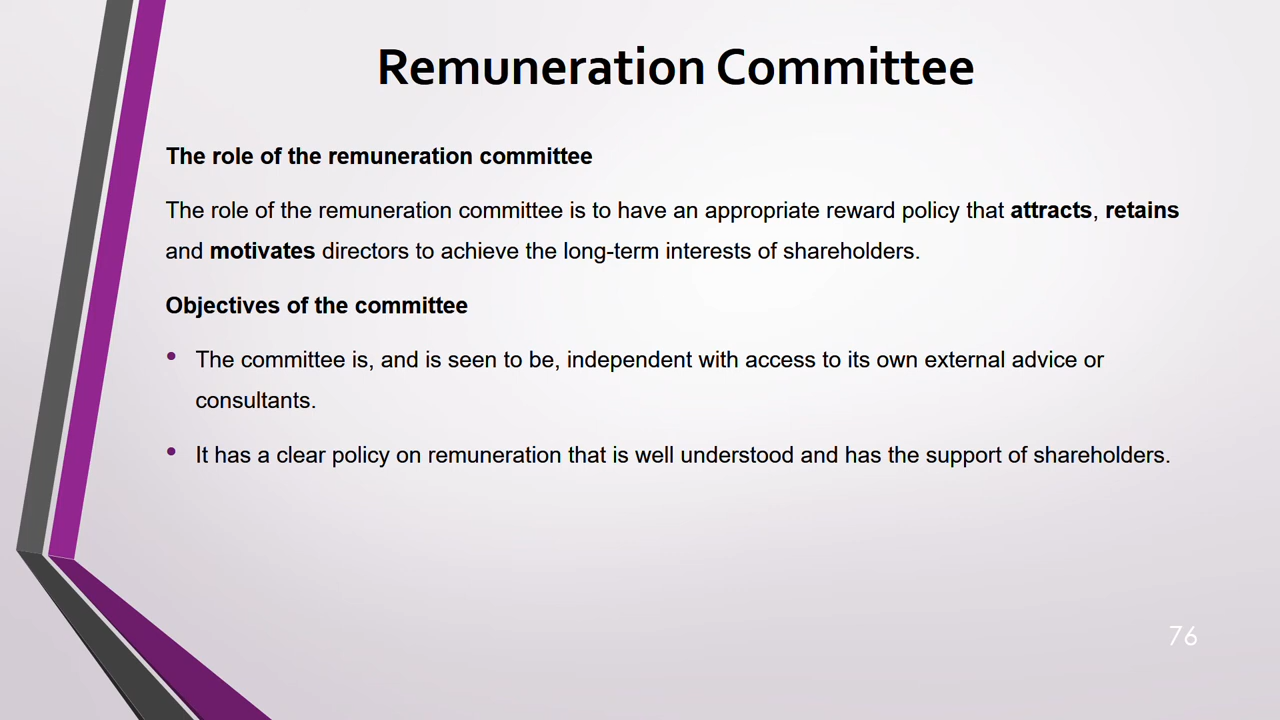 Remuneration Committee
The role of the remuneration committee
The role of the remuneration committee is to have an appropriate reward policy that attracts, retains
and motivates directors to achieve the long-term interests of shareholders.
Objectives of the committee
• The committee is, and is seen to be, independent with access to its own external advice or
consultants.
• It has a clear policy on remuneration that is well understood and has the support of shareholders.
76